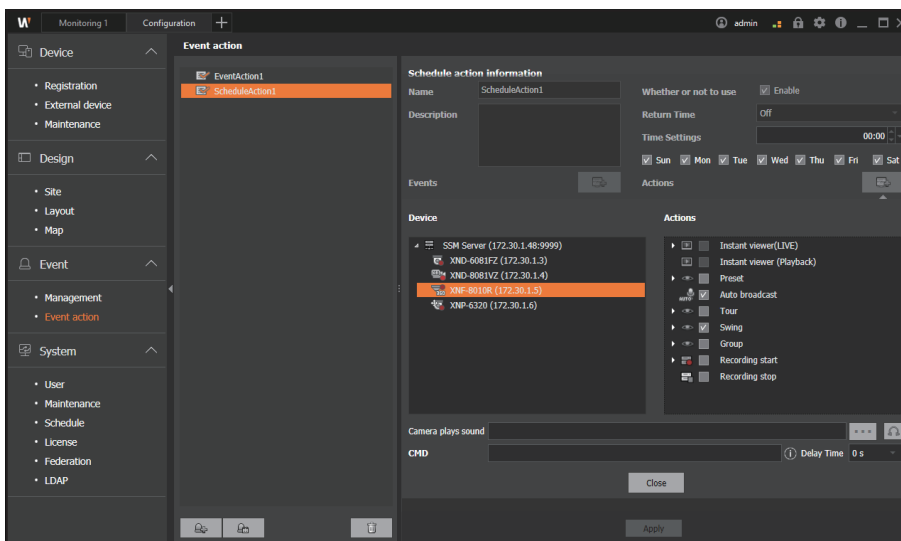 W
Monitoring 1
Configuration
admin
Device
Registration
External device
Maintenance
Design
Site
Layout
Map
Event
Management
Event action
System
User
Maintenance
Schedule
License
Federation
LDAP
Event action
EventAction1
ScheduleAction1
Schedule action information
Name ScheduleAction1
Description
Whether or not to use Enable
Return Time Off
Time Settings 00:00
Sun Mon Tue Wed Thu Fri Sat
Events
Actions
Device
SSM Server (172.30.1.48:9999)
XND-6081FZ (172.30.1.3)
XND-8081VZ (172.30.1.4)
XNF-8010R (172.30.1.5)
XNP-6320 (172.30.1.6)
Actions
Instant viewer(LIVE)
Instant viewer (Playback)
Preset
AUTO Auto broadcast
Tour
Swing
Group
Recording start
Recording stop
Camera plays sound
CMD
Delay Time 0 s
Close
Apply